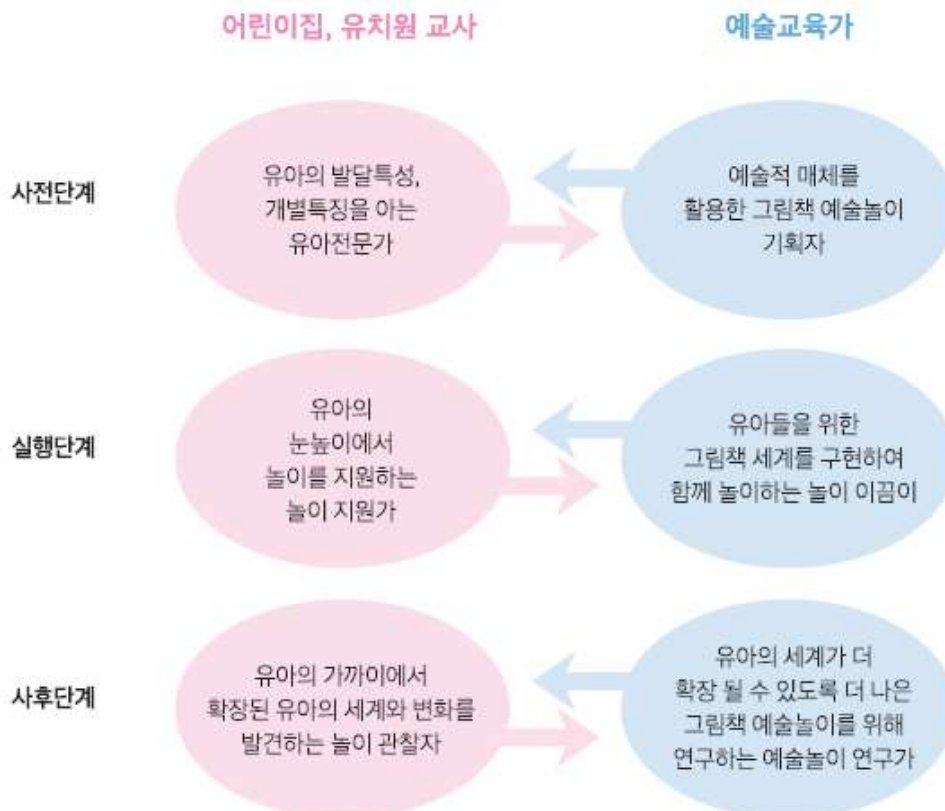 어린이집, 유치원 교사
예술교육가
사전단계
유아의 발달특성,
개별특징을 아는
유아전문가
예술적 매체를
활용한 그림책 예술놀이
기획자
실행단계
유아의
눈높이에서
놀이를 지원하는
놀이 지원가
유아들을 위한
그림책 세계를 구현하여
함께 놀이하는 놀이 이끔이
사후단계
유아의 가까이에서
확장된 유아의 세계와 변화를
발견하는 놀이 관찰자
유아의 세계가 더
확장 될 수 있도록 더 나은
그림책 예술놀이를 위해
연구하는 예술놀이 연구가